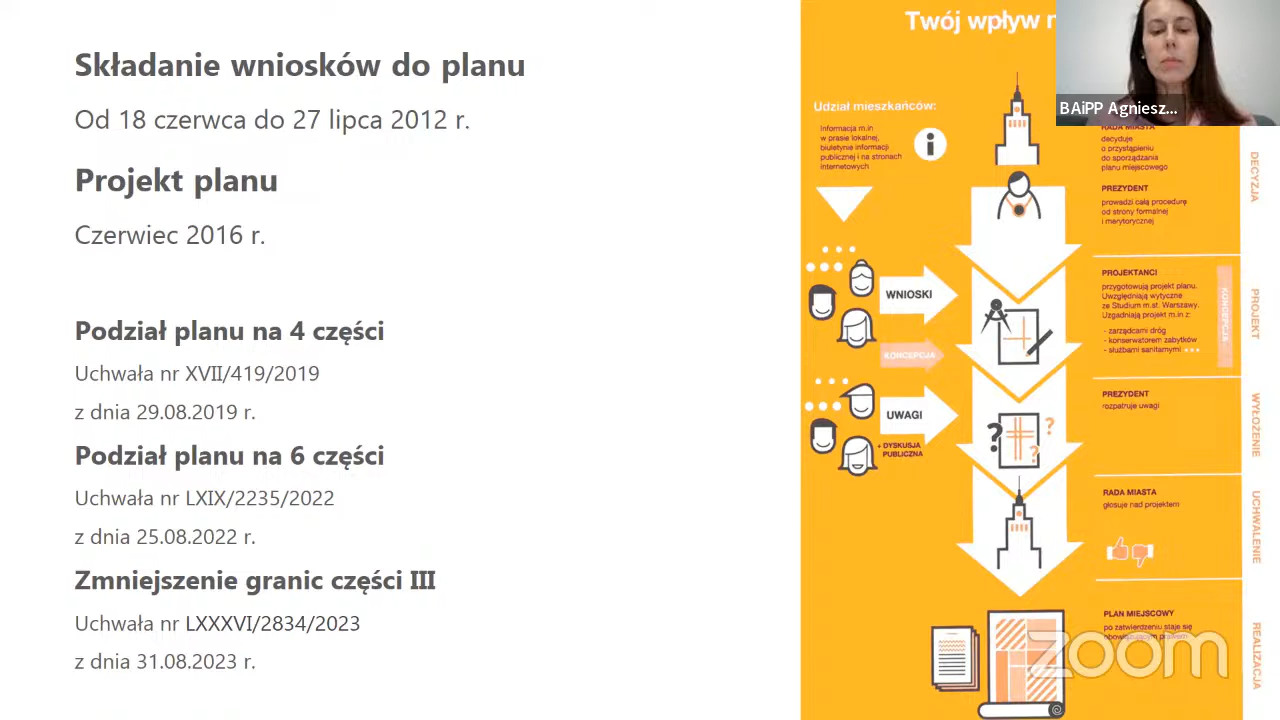 Składanie wniosków do planu
Od 18 czerwca do 27 lipca 2012 r.
Projekt planu
Czerwiec 2016 r.
Podział planu na 4 części
Uchwała nr XVII/419/2019
z dnia 29.08.2019 r.
Podział planu na 6 części
Uchwała nr LXIX/2235/2022
z dnia 25.08.2022 r.
Zmniejszenie granic części III
Uchwała nr LXXXVI/2834/2023
z dnia 31.08.2023 r.
Twój wpływ
BAiPP Agniesz...
Udział mieszkańców:
Informacja m.in
w prasie lokalnej,
biuletynie informacji
publicznej i na stronach
internetowych
i
RADA MIASTA
decyduje
o przystąpieniu
do sporządzania
planu miejscowego
PREZYDENT
prowadzi całą procedurę
od strony formalnej
i merytorycznej
DECYZJA
WNIOSKI
KONCEPCJA
PROJEKTANCI
przygotowują projekt planu.
Uwzględniają wytyczne
ze Studium m.st. Warszawy.
Uzgadniają projekt m.in z:
- zarządcami dróg
- konserwatorem zabytków
- służbami sanitarnymi
KONCEPCJA
PROJEKT
UWAGI
+ DYSKUSJA
PUBLICZNA
? ? ?
PREZYDENT
rozpatruje uwagi
WYŁOŻENIE
RADA MIASTA
głosuje nad projektem
UCHWALENIE
PLAN MIEJSCOWY
po zatwierdzeniu staje się
obowiązującym prawem
REALIZACJA
zoom